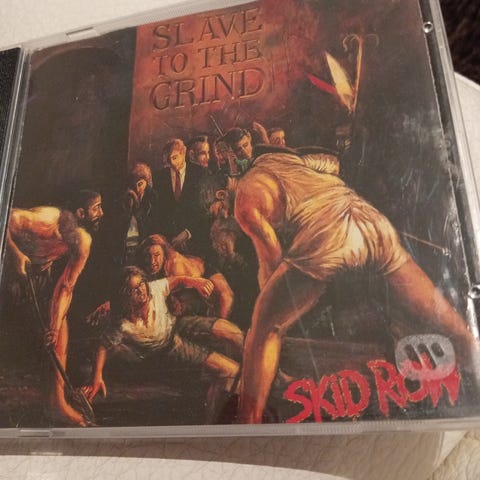 SLAVE
TO THE
GRIND
SKID ROW